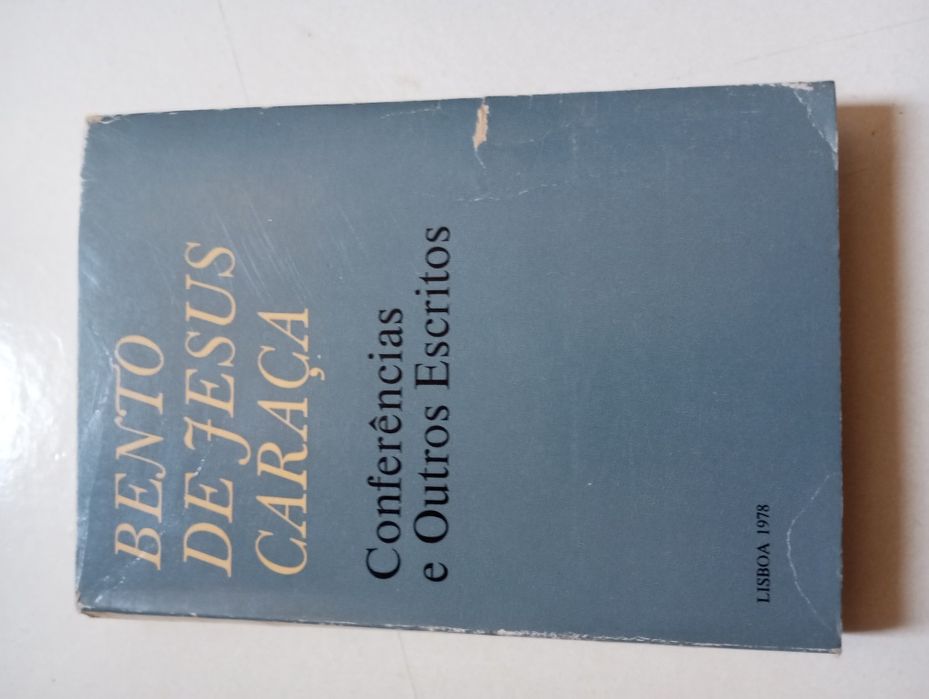 BENTO
DE JESUS
CARAÇA
Conferências
e Outros Escritos
LISBOA 1978